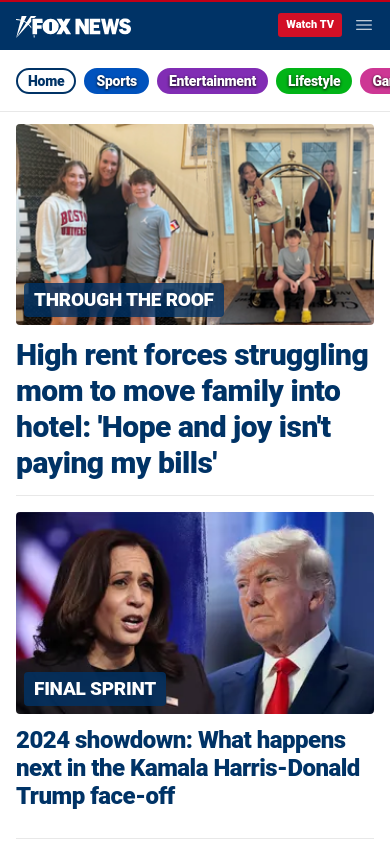 FOX NEWS
Watch TV
Home
Sports
Entertainment
Lifestyle
Ga
BOSTON
UNIVERSITY
THROUGH THE ROOF
High rent forces struggling
mom to move family into
hotel: 'Hope and joy isn't
paying my bills'
FINAL SPRINT
2024 showdown: What happens
next in the Kamala Harris-Donald
Trump face-off